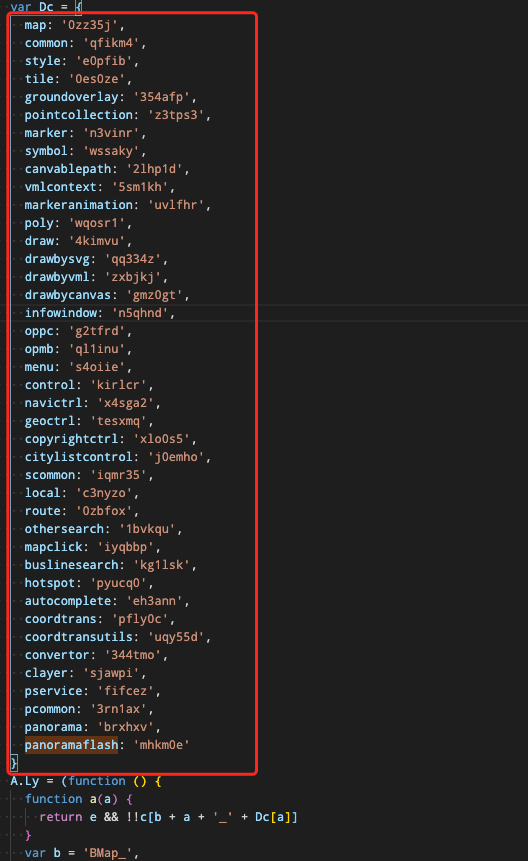 var Dc = {
map: '0zz35j',
common: 'qfikm4',
style: 'e0pfib',
tile: '0es0ze',
groundoverlay: '354afp',
pointcollection: 'z3tps3',
marker: 'n3vinr',
symbol: 'wssaky',
canvablepath: '2lhp1d',
vmlcontext: '5sm1kh',
markeranimation: 'uvlfhr',
poly: 'wqosr1',
draw: '4kimvu',
drawbysvg: 'qq334z',
drawbyvml: 'zxbjkj',
drawbycanvas: 'gmz0gt',
infowindow: 'n5qhnd',
oppc: 'g2tfrd',
opmb: 'ql1inu',
menu: 's4oiie',
control: 'kirlcr',
navictrl: 'x4sga2',
geoctrl: 'tesxmq',
copyrightctrl: 'xlo0s5',
citylistcontrol: 'j0emho',
scommon: 'iqmr35',
local: 'c3nyzo',
route: '0zbfox',
othersearch: '1bvkqu',
mapclick: 'iyqbbp',
buslinesearch: 'kg1lsk',
hotspot: 'pyucq0',
autocomplete: 'eh3ann',
coordtrans: 'pfly0c',
coordtransutils: 'uqy55d',
convertor: '344tmo',
clayer: 'sjawpi',
pservice: 'fifcez',
pcommon: '3rn1ax',
panorama: 'brxhxv',
panoramaflash: 'mhkm0e'
}
A.Ly = (function () {
function a(a) {
return e && !!c[b + a + '_' + Dc[a]]
}
var b = 'BMap_',